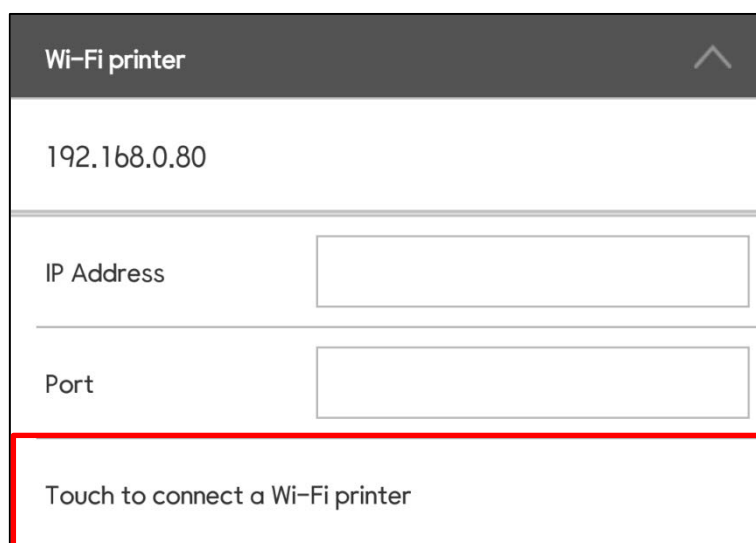 Wi-Fi printer
192.168.0.80
IP Address
Port
Touch to connect a Wi-Fi printer